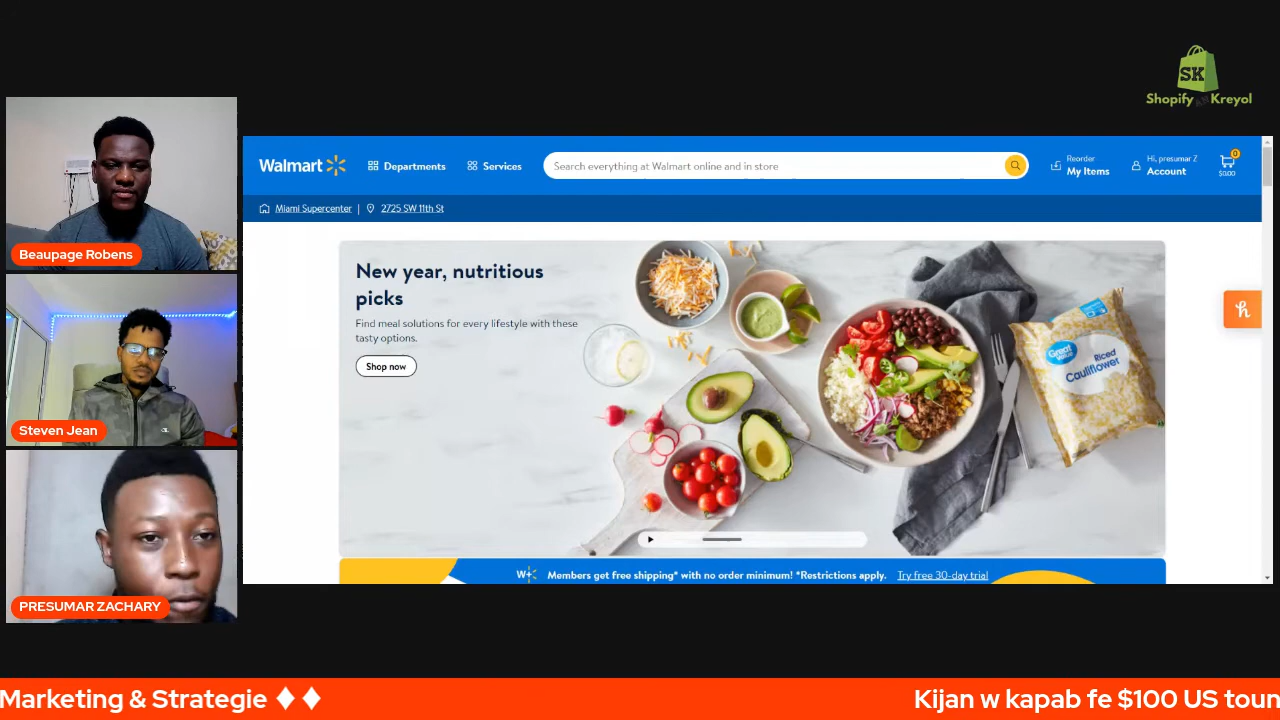 SK
Shopify an Kreyol
Walmart
Departments
Services
Search everything at Walmart online and in store
Reorder
My Items
Hi, presumar Z
Account
0
$0.00
Miami Supercenter | 2725 SW 11th St
New year, nutritious
picks
Find meal solutions for every lifestyle with these
tasty options.
Shop now
Great
Value
Riced
Cauliflower
W+ Members get free shipping* with no order minimum! *Restrictions apply. Try free 30-day trial
Beaupage Robens
Steven Jean
PRESUMAR ZACHARY
Marketing & Strategie ♦ ♦
Kijan w kapab fe $100 US toun